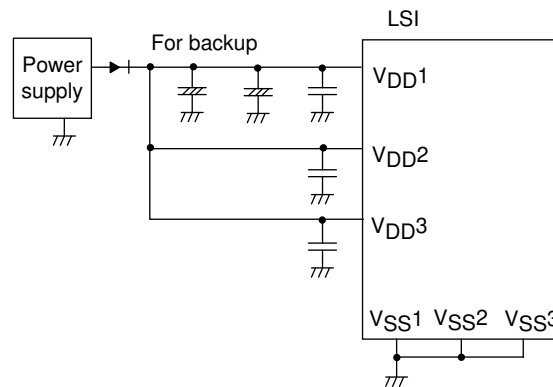 LSI
For backup
Power
supply
VDD1
VDD2
VDD3
VSS1
VSS2
VSS3